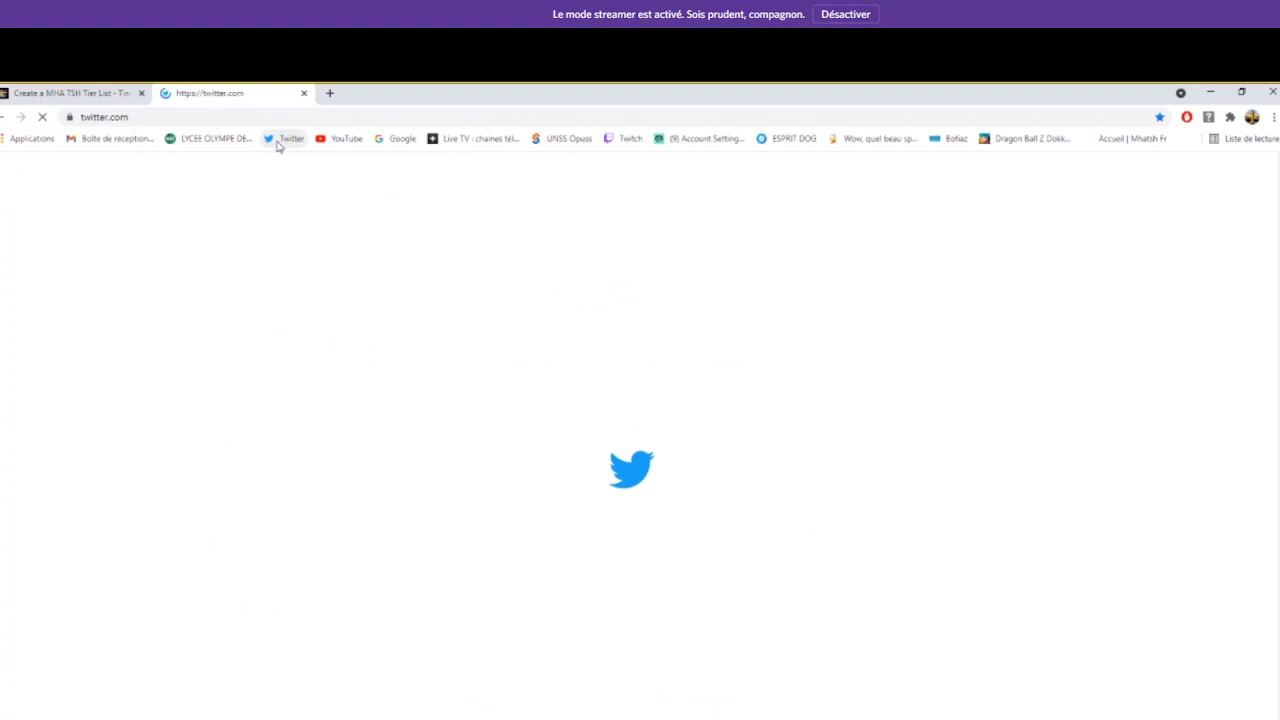 Le mode streamer est activé. Sois prudent, compagnon. Désactiver
Create a MHA TSH Tier List - Tie https://twitter.com
twitter.com
Applications Boîte de réception... LYCEE OLYMPE DE... Twitter YouTube Google Live TV : chaines tél... UNSS Opuss Twitch (9) Account Setting... ESPRIT DOG Wow, quel beau sp... Bofiaz Dragon Ball Z Dokk... Accueil | Mhatsh Fr Liste de lecture